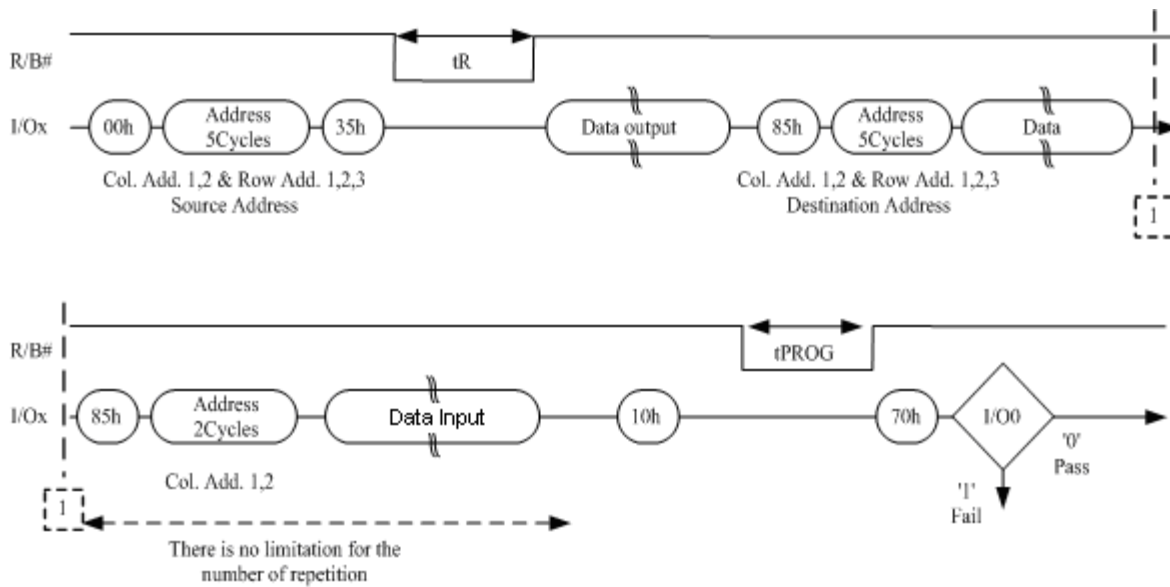 R/B#
tR
I/Ox
00h
Address
5Cycles
35h
Data output
85h
Address
5Cycles
Data
Col. Add. 1,2 & Row Add. 1,2,3
Source Address
Col. Add. 1,2 & Row Add. 1,2,3
Destination Address
1
R/B#
tPROG
I/Ox
85h
Address
2Cycles
Data Input
10h
70h
I/O0
'0'
Pass
Col. Add. 1,2
'1'
Fail
1
There is no limitation for the
number of repetition